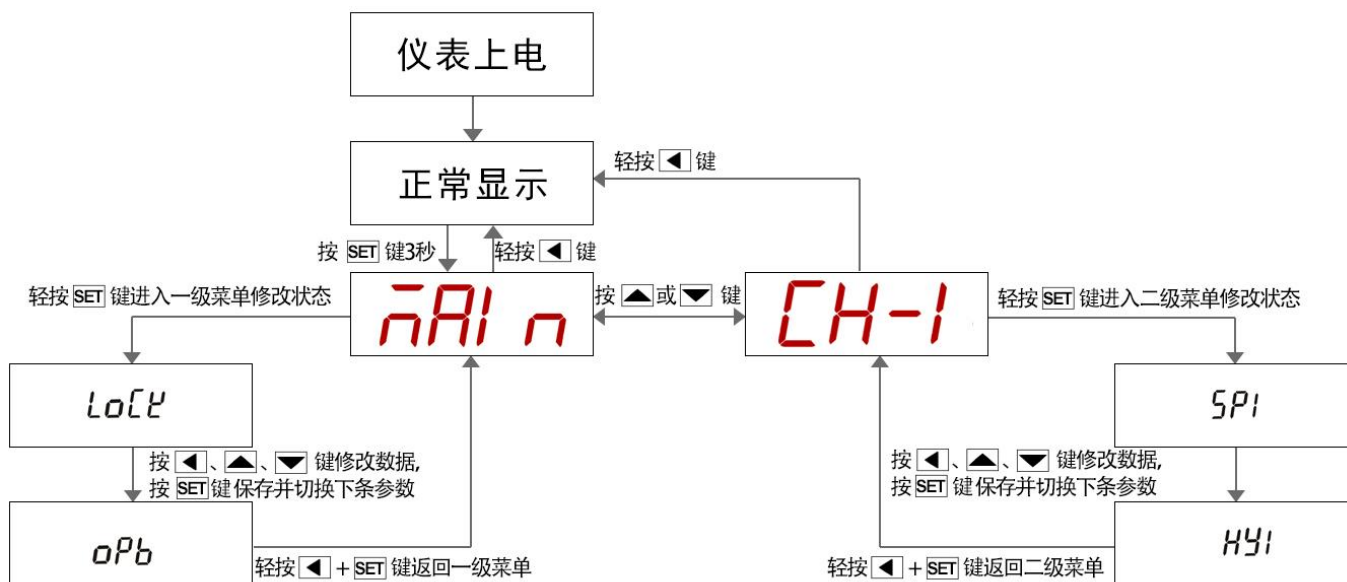 仪表上电
正常显示
轻按 ◀ 键
按 SET 键3秒
轻按 ◀ 键
轻按 SET 键进入一级菜单修改状态
MAIn
按 ▲ 或 ▼ 键
CH-1
轻按 SET 键进入二级菜单修改状态
LoCK
SP1
按 ◀、▲、▼ 键修改数据,
按 SET 键保存并切换下条参数
按 ◀、▲、▼ 键修改数据,
按 SET 键保存并切换下条参数
oPb
轻按 ◀ + SET 键返回一级菜单
轻按 ◀ + SET 键返回二级菜单
HY1